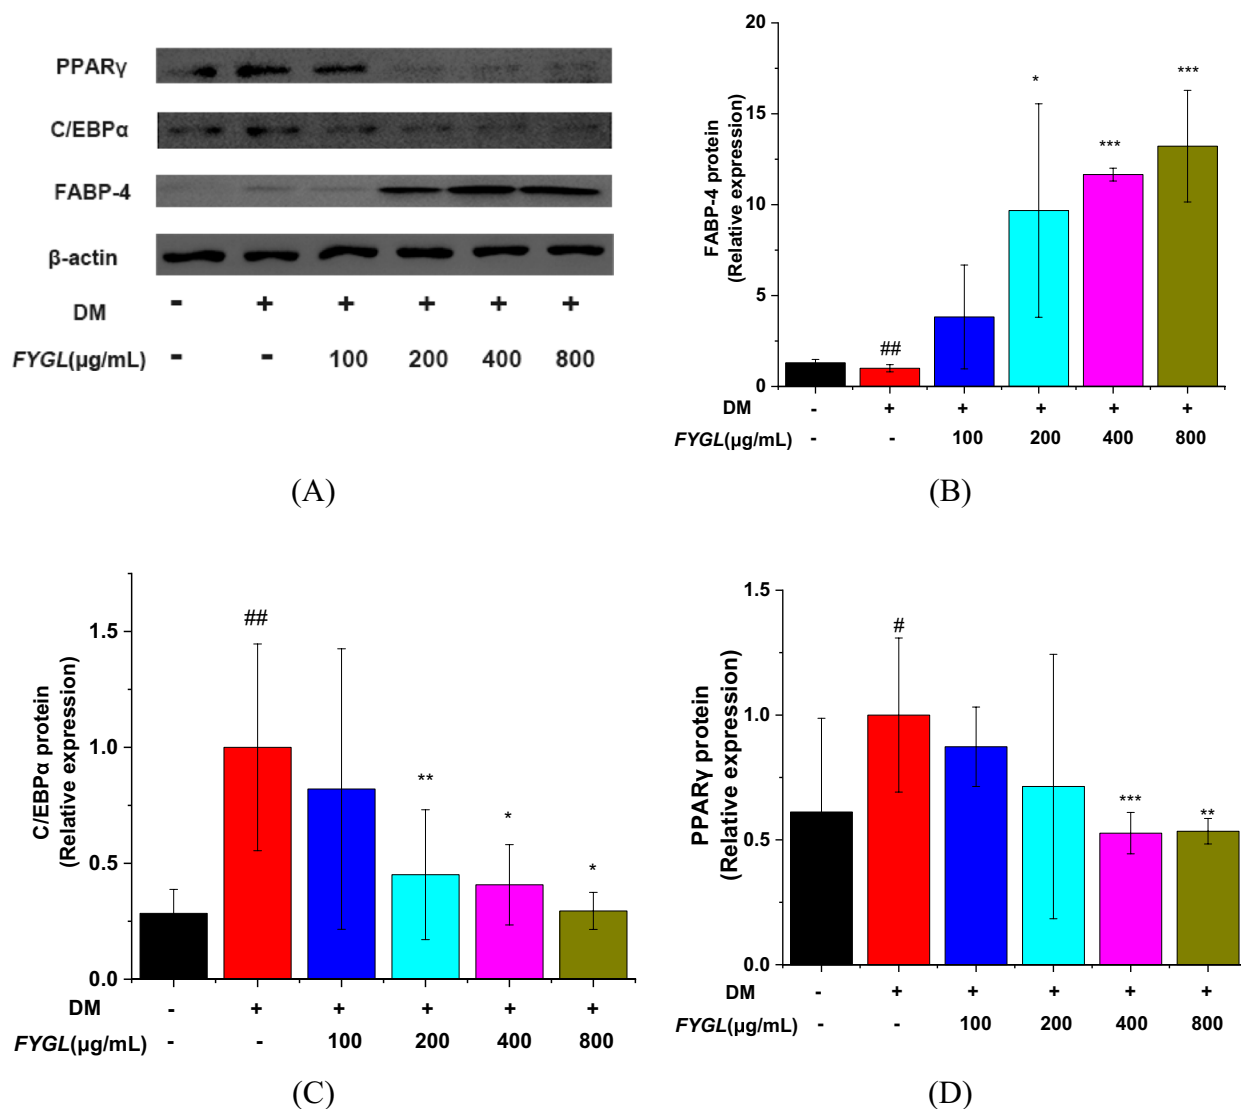 PPARγ
C/EBPα
FABP-4
β-actin
DM - + + + + +
FYGL(μg/mL) - - 100 200 400 800
(A)
FABP-4 protein
(Relative expression)
20
15
10
5
0
##
*
***
***
DM - + + + + +
FYGL(μg/mL) - - 100 200 400 800
(B)
C/EBPα protein
(Relative expression)
1.5
1.0
0.5
0.0
##
**
*
*
DM - + + + + +
FYGL(μg/mL) - - 100 200 400 800
(C)
PPARγ protein
(Relative expression)
1.5
1.0
0.5
0.0
#
***
**
DM - + + + + +
FYGL(μg/mL) - - 100 200 400 800
(D)